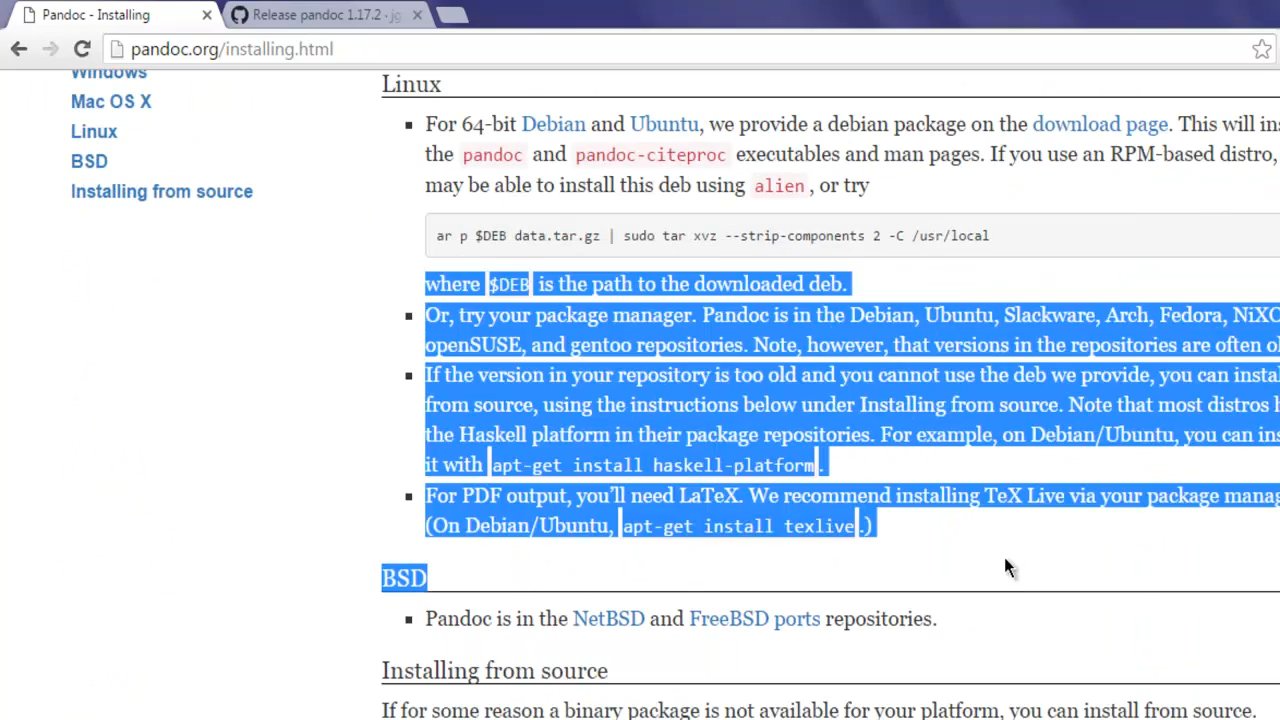 Pandoc - Installing
Release pandoc 1.17.2 · jg
pandoc.org/installing.html
Windows
Mac OS X
Linux
BSD
Installing from source
Linux
For 64-bit Debian and Ubuntu, we provide a debian package on the download page. This will ins
the pandoc and pandoc-citeproc executables and man pages. If you use an RPM-based distro,
may be able to install this deb using alien, or try
ar p $DEB data.tar.gz | sudo tar xvz --strip-components 2 -C /usr/local
where $DEB is the path to the downloaded deb.
Or, try your package manager. Pandoc is in the Debian, Ubuntu, Slackware, Arch, Fedora, NiXO
openSUSE, and gentoo repositories. Note, however, that versions in the repositories are often ol
If the version in your repository is too old and you cannot use the deb we provide, you can instal
from source, using the instructions below under Installing from source. Note that most distros h
the Haskell platform in their package repositories. For example, on Debian/Ubuntu, you can ins
it with apt-get install haskell-platform.
For PDF output, you’ll need LaTeX. We recommend installing TeX Live via your package manag
(On Debian/Ubuntu, apt-get install texlive.)
BSD
Pandoc is in the NetBSD and FreeBSD ports repositories.
Installing from source
If for some reason a binary package is not available for your platform, you can install from source.